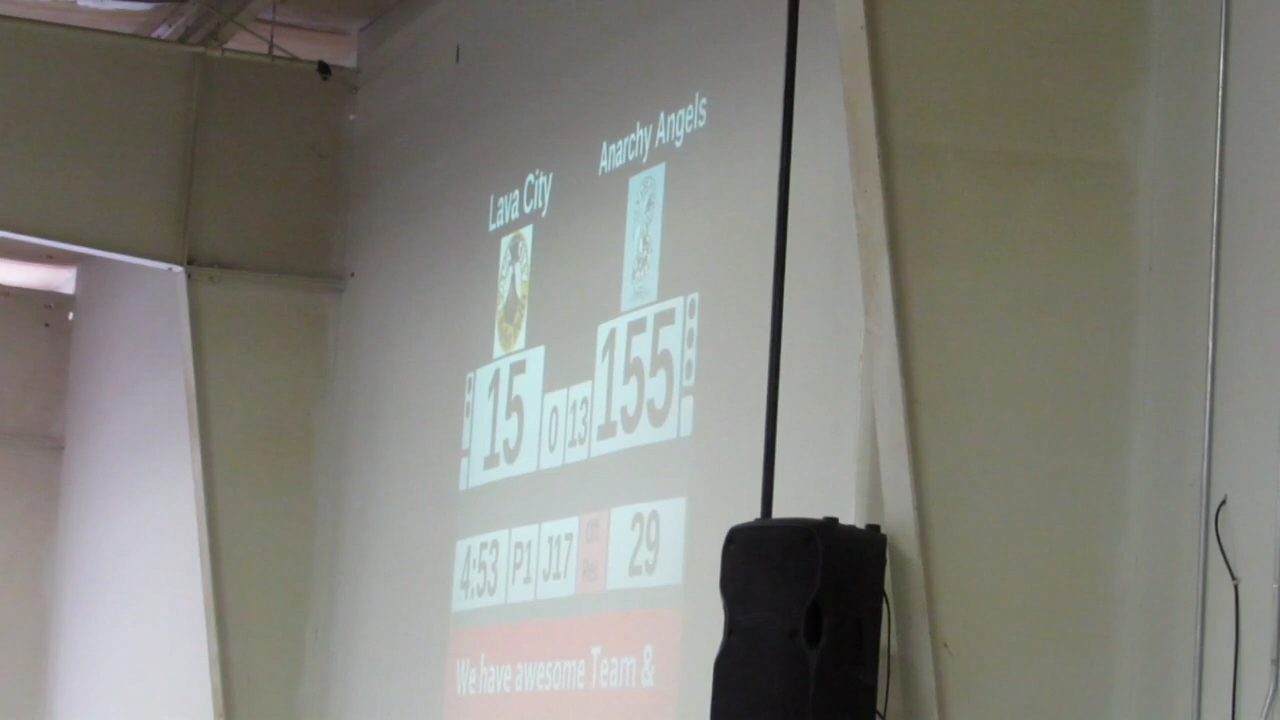 Lava City
Anarchy Angels
15
0
13
155
4:53
P1
J17
29
We have awesome Team &